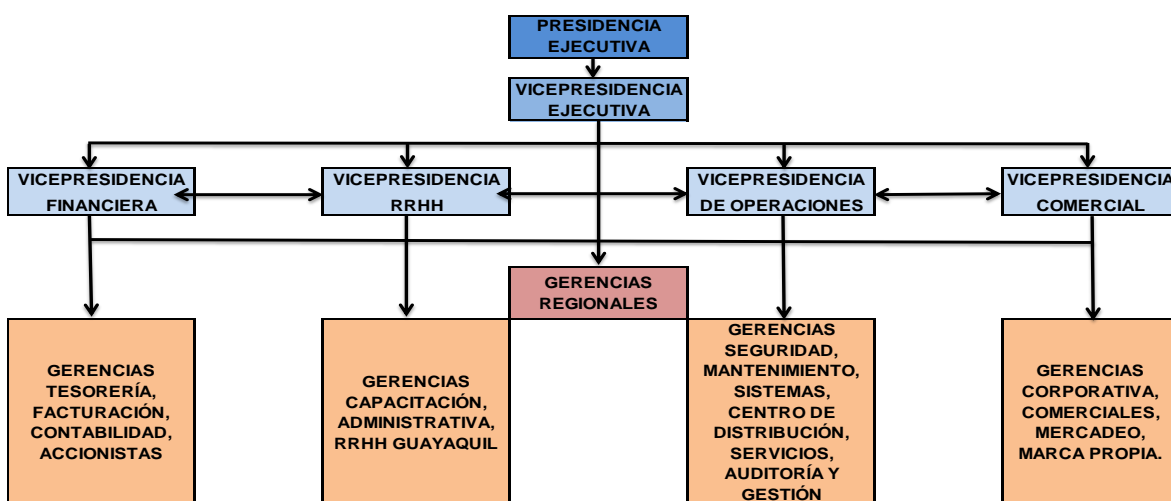 PRESIDENCIA
EJECUTIVA
VICEPRESIDENCIA
EJECUTIVA
VICEPRESIDENCIA
FINANCIERA
VICEPRESIDENCIA
RRHH
VICEPRESIDENCIA
DE OPERACIONES
VICEPRESIDENCIA
COMERCIAL
GERENCIAS
REGIONALES
GERENCIAS
TESORERÍA,
FACTURACIÓN,
CONTABILIDAD,
ACCIONISTAS
GERENCIAS
CAPACITACIÓN,
ADMINISTRATIVA,
RRHH GUAYAQUIL
GERENCIAS
SEGURIDAD,
MANTENIMIENTO,
SISTEMAS,
CENTRO DE
DISTRIBUCIÓN,
SERVICIOS,
AUDITORÍA Y
GESTIÓN
GERENCIAS
CORPORATIVA,
COMERCIALES,
MERCADEO,
MARCA PROPIA.